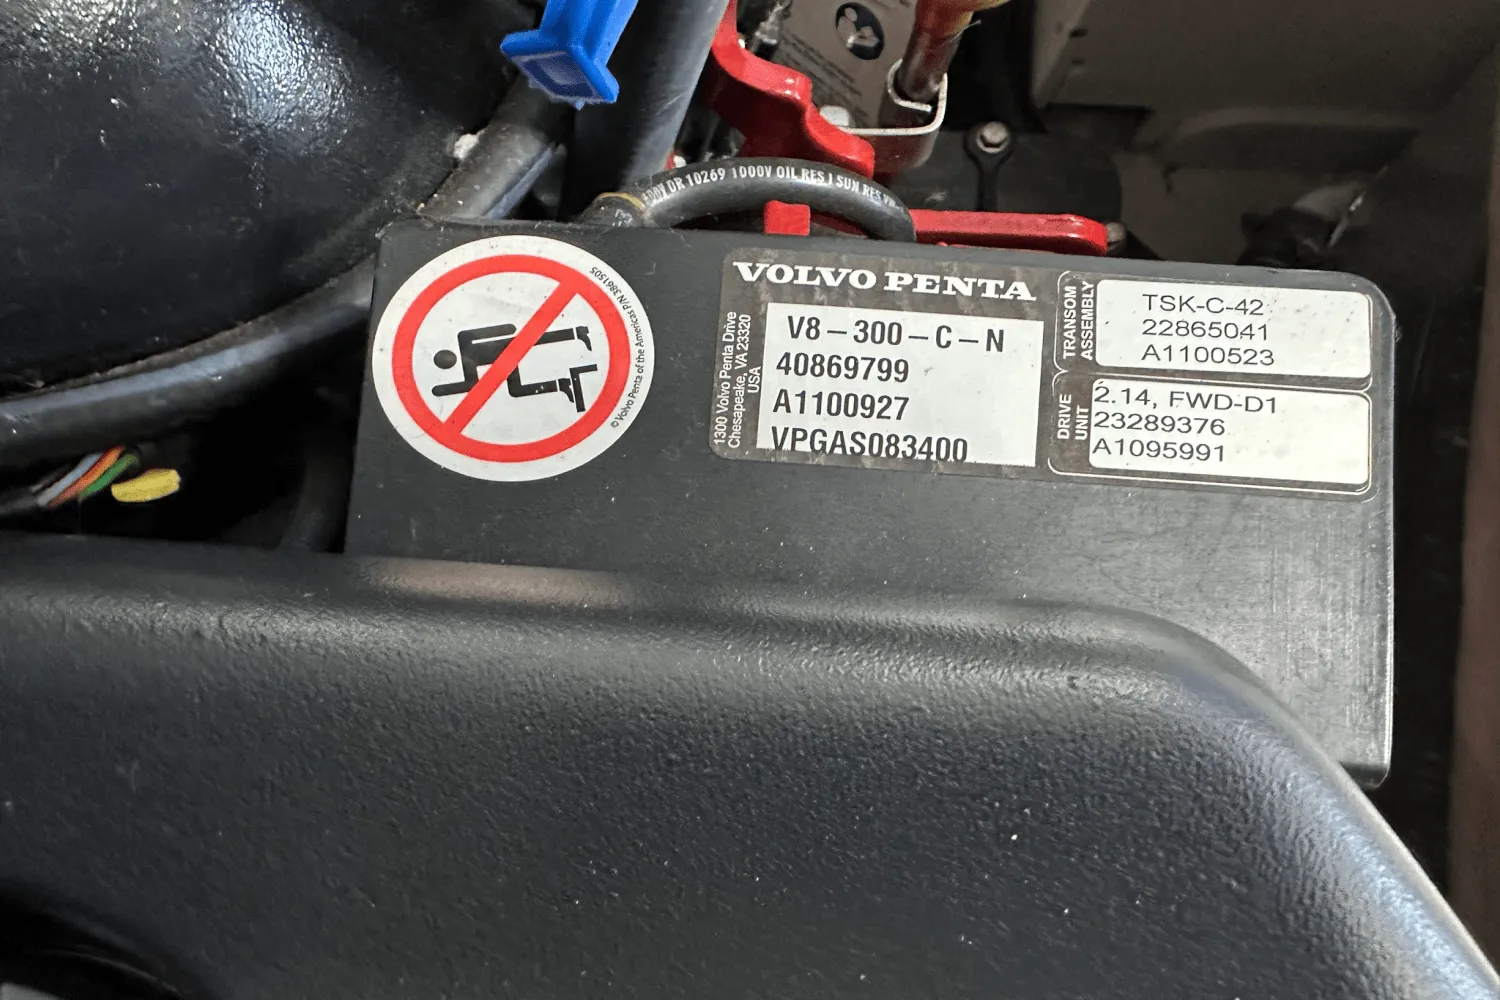 DR 10269 1000V OIL RES I SUN RES
© Volvo Penta of the Americas P/N 3861505
VOLVO PENTA
1300 Volvo Penta Drive
Chesapeake, VA 23320
USA
V8-300-C-N
40869799
A1100927
VPGAS083400
TRANSOM
ASSEMBLY
TSK-C-42
22865041
A1100523
DRIVE
UNIT
2.14, FWD-D1
23289376
A1095991